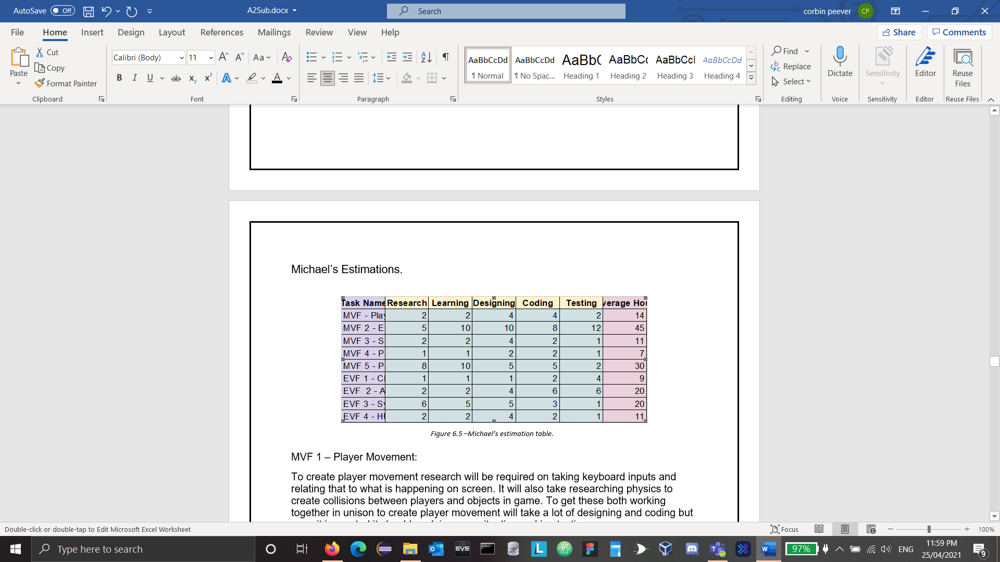 AutoSave Off A2Sub.docx Search corbin peever CP
File Home Insert Design Layout References Mailings Review View Help Share Comments
Paste Cut Copy Format Painter Clipboard
Calibri (Body) 11 Aa B I U ab x₂ x² A A Font
Paragraph
AaBbCcDd AaBbCcDd AaBbC AaBbCc AaBbCcI AaBbCcDd
¶ Normal ¶ No Spac... Heading 1 Heading 2 Heading 3 Heading 4
Styles
Find Replace Select Editing
Dictate Voice
Sensitivity Sensitivity
Editor Editor
Reuse Files Reuse Files
Michael’s Estimations.
Task Name Research Learning Designing Coding Testing verage Hou
MVF - Play 2 2 4 4 2 14
MVF 2 - E 5 10 10 8 12 45
MVF 3 - S 2 2 4 2 1 11
MVF 4 - P 1 1 2 2 1 7
MVF 5 - P 8 10 5 5 2 30
EVF 1 - Cl 1 1 1 2 4 9
EVF  2 - A 2 2 4 6 6 20
EVF 3 - Sy 6 5 5 3 1 20
EVF 4 - HU 2 2 4 2 1 11
Figure 6.5 –Michael’s estimation table.
MVF 1 – Player Movement:
To create player movement research will be required on taking keyboard inputs and
relating that to what is happening on screen. It will also take researching physics to
create collisions between players and objects in game. To get these both working
together in unison to create player movement will take a lot of designing and coding but
Double-click or double-tap to Edit Microsoft Excel Worksheet Focus 100%
Type here to search EVE 97% ENG 11:59 PM
25/04/2021 9